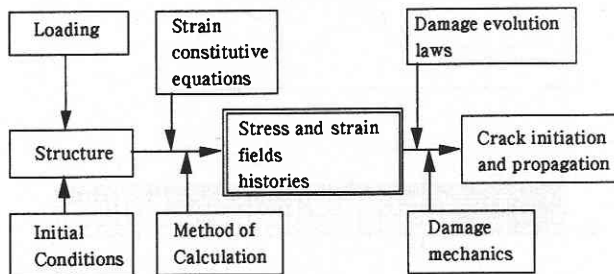 Loading
Strain
constitutive
equations
Damage evolution
laws
Structure
Stress and strain
fields
histories
Crack initiation
and propagation
Initial
Conditions
Method of
Calculation
Damage
mechanics